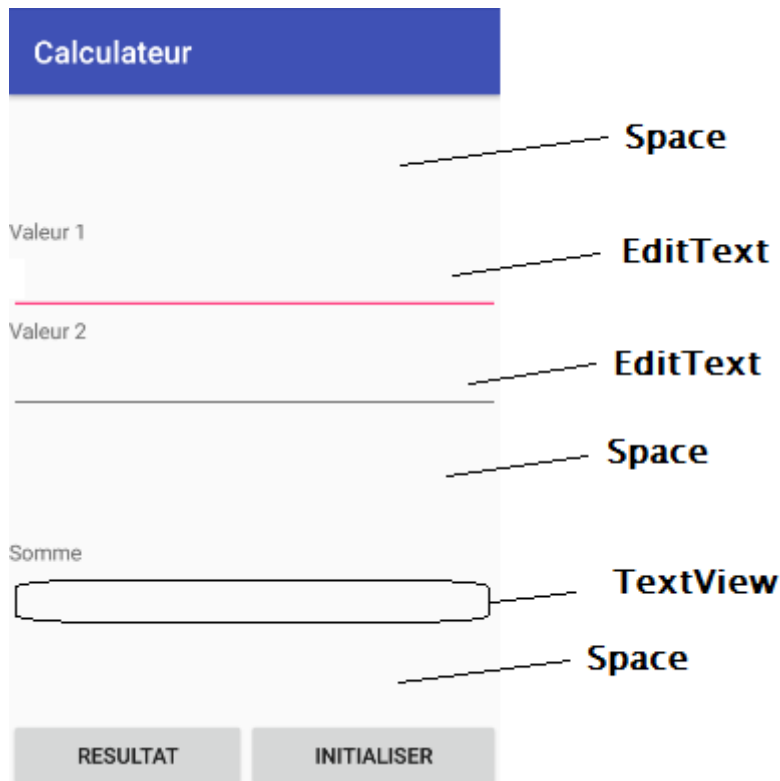 Calculateur
Space
Valeur 1
EditText
Valeur 2
EditText
Space
Somme
TextView
Space
RESULTAT INITIALISER